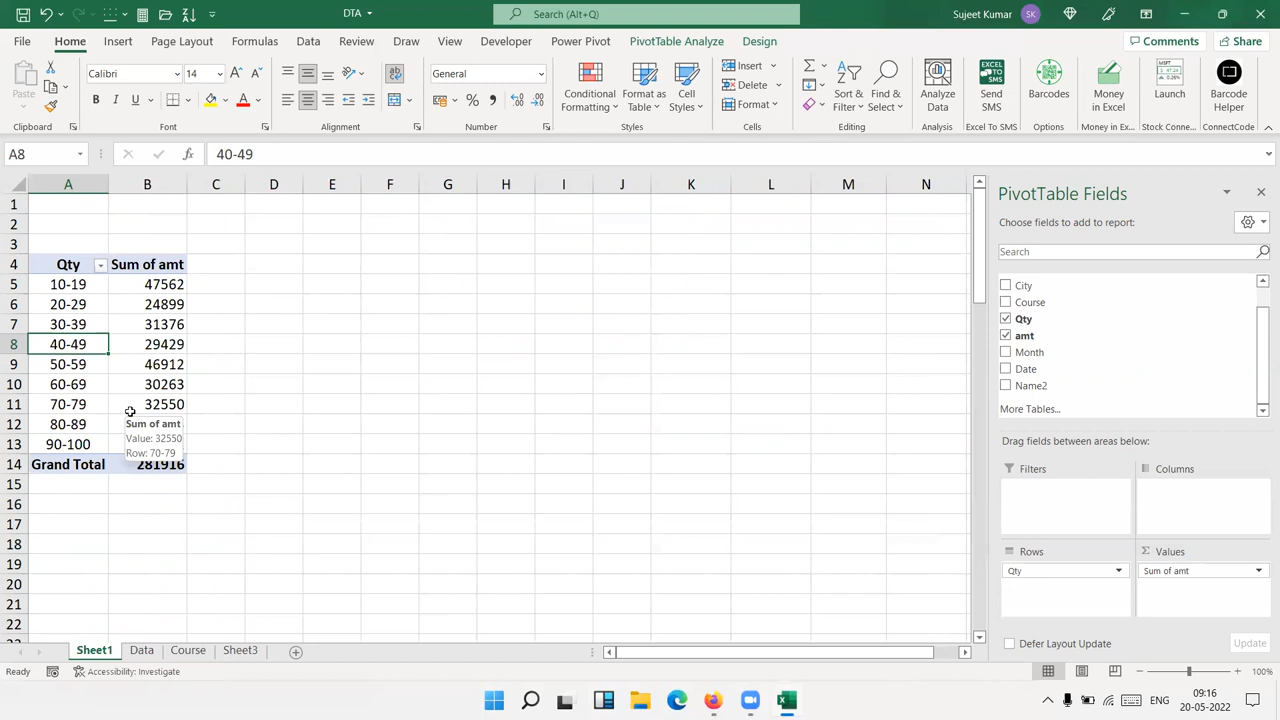 DTA
Search (Alt+Q)
Sujeet Kumar SK
File Home Insert Page Layout Formulas Data Review Draw View Developer Power Pivot PivotTable Analyze Design Comments Share
Paste
Calibri 14
B I U
General
Conditional Formatting
Format as Table
Cell Styles
Insert
Delete
Format
Sort & Filter
Find & Select
Analyze Data
Send SMS
Barcodes
Money in Excel
Launch
Barcode Helper
Clipboard Font Alignment Number Styles Cells Editing Analysis Excel To SMS Options Money in Ex... Stock Conne... ConnectCode
A8 fx 40-49
A B C D E F G H I J K L M N
1
2
3
4 Qty Sum of amt
5 10-19 47562
6 20-29 24899
7 30-39 31376
8 40-49 29429
9 50-59 46912
10 60-69 30263
11 70-79 32550
12 80-89
13 90-100
14 Grand Total 281916
15
16
17
18
19
20
21
22
Sum of amt
Value: 32550
Row: 70-79
PivotTable Fields
Choose fields to add to report:
Search
City
Course
Qty
amt
Month
Date
Name2
More Tables...
Drag fields between areas below:
Filters Columns
Rows Values
Qty Sum of amt
Defer Layout Update Update
Sheet1 Data Course Sheet3
Ready Accessibility: Investigate 100%
ENG 09:16
20-05-2022